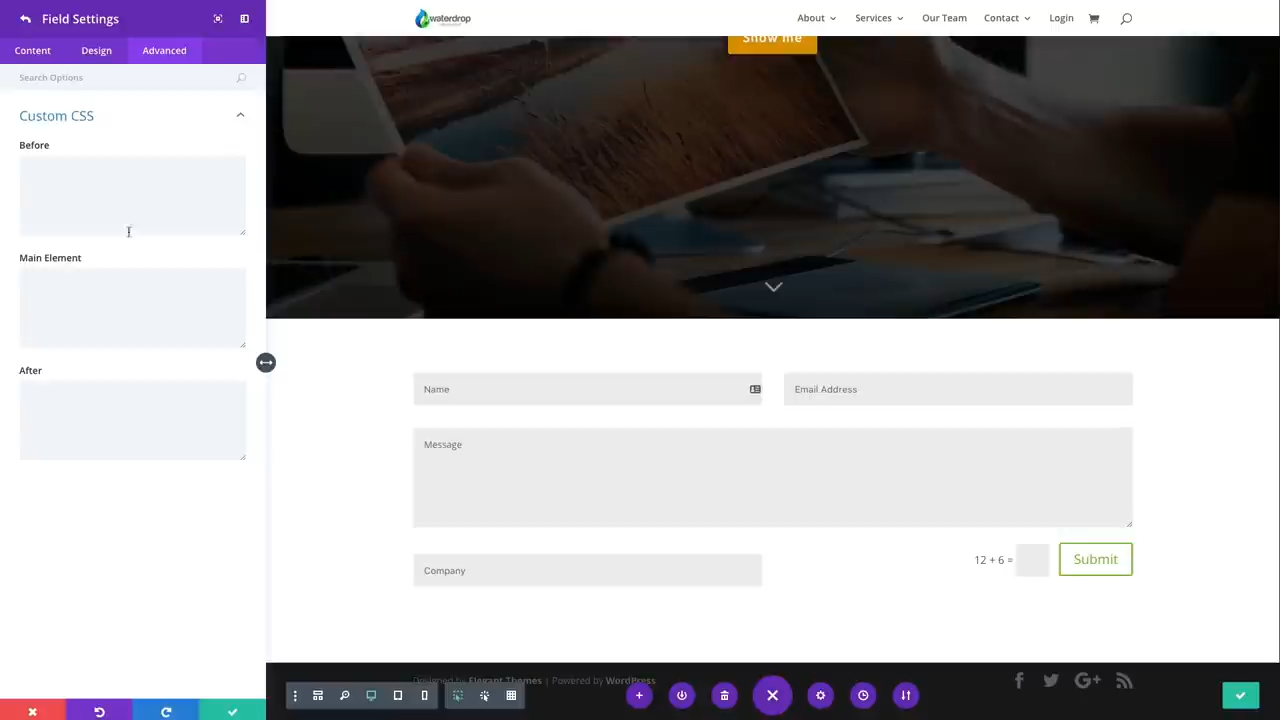 Field Settings
Content Design Advanced
Search Options
Custom CSS
Before
Main Element
After
waterdrop
About Services Our Team Contact Login
Show me
Name
Email Address
Message
Company
12 + 6 =
Submit
Designed by Elegant Themes | Powered by WordPress